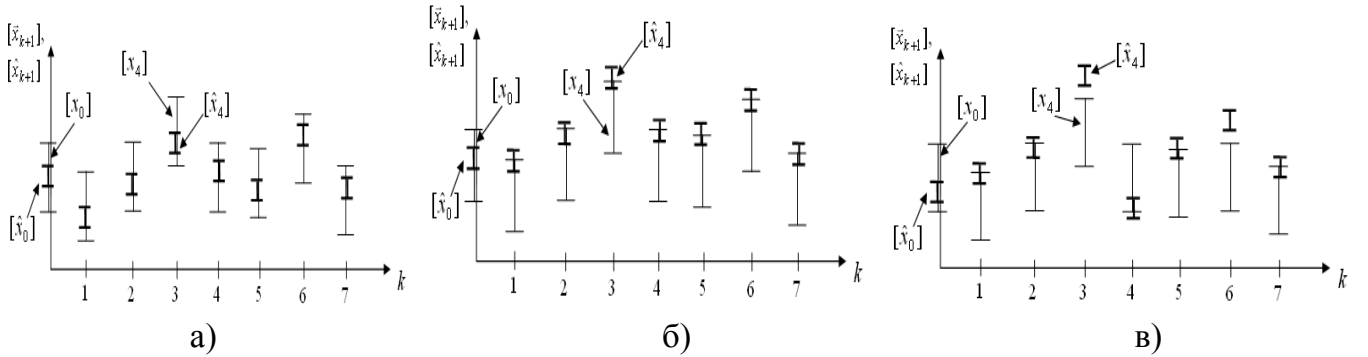 [x⃗ₖ₊₁],
[x̂ₖ₊₁]
[x₀]
[x₄]
[x̂₄]
[x̂₀]
1 2 3 4 5 6 7 k
а)
[x⃗ₖ₊₁],
[x̂ₖ₊₁]
[x̂₄]
[x₀]
[x₄]
[x̂₀]
1 2 3 4 5 6 7 k
б)
[x⃗ₖ₊₁],
[x̂ₖ₊₁]
[x̂₄]
[x₀]
[x₄]
[x̂₀]
1 2 3 4 5 6 7 k
в)